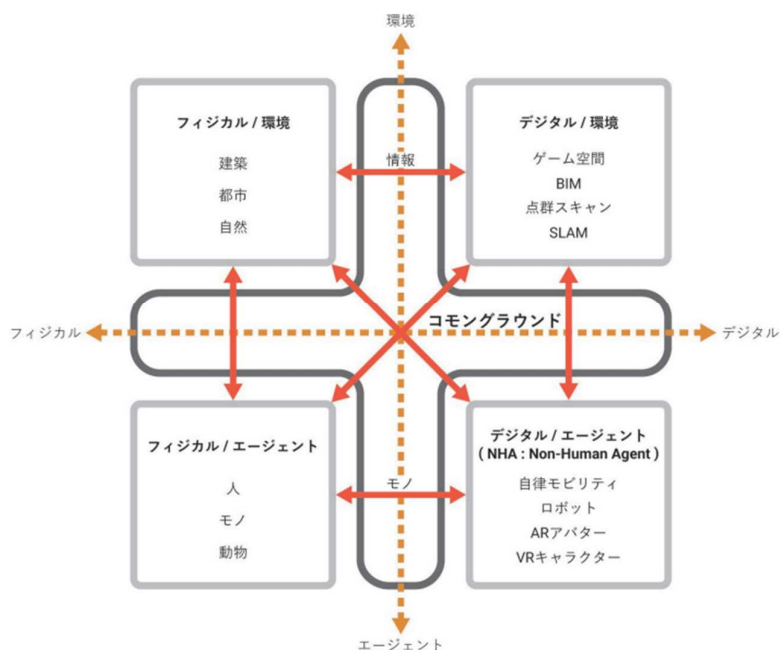 環境
フィジカル / 環境
建築
都市
自然
情報
デジタル / 環境
ゲーム空間
BIM
点群スキャン
SLAM
フィジカル
コモングラウンド
デジタル
フィジカル / エージェント
人
モノ
動物
モノ
デジタル / エージェント
( NHA : Non-Human Agent )
自律モビリティ
ロボット
ARアバター
VRキャラクター
エージェント